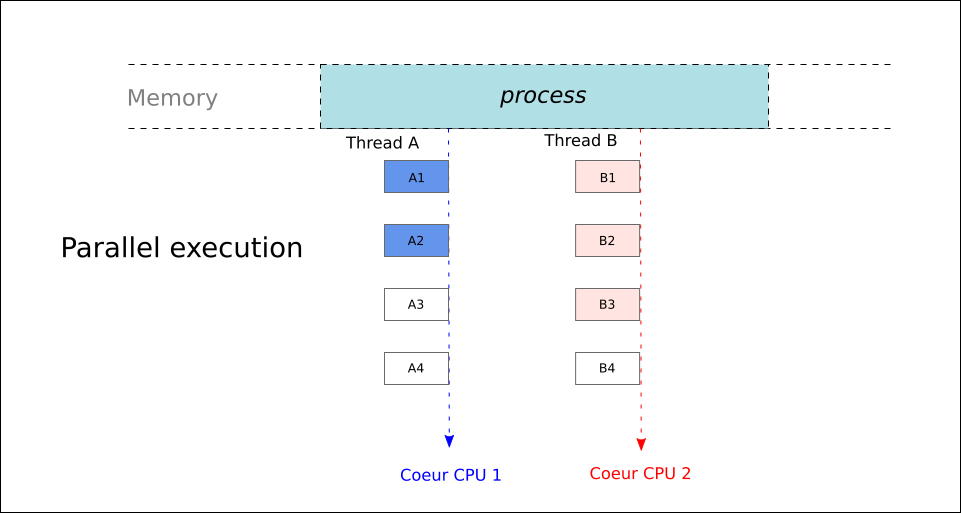 Memory
process
Thread A
Thread B
A1
B1
A2
B2
Parallel execution
A3
B3
A4
B4
Coeur CPU 1
Coeur CPU 2